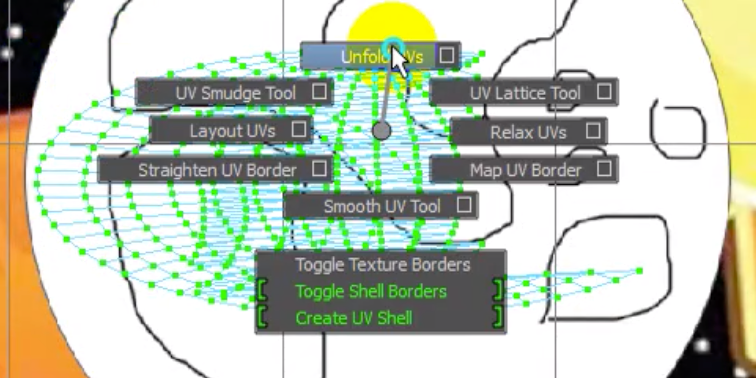 Unfold UVs
UV Smudge Tool
UV Lattice Tool
Layout UVs
Relax UVs
Straighten UV Border
Map UV Border
Smooth UV Tool
Toggle Texture Borders
Toggle Shell Borders
Create UV Shell